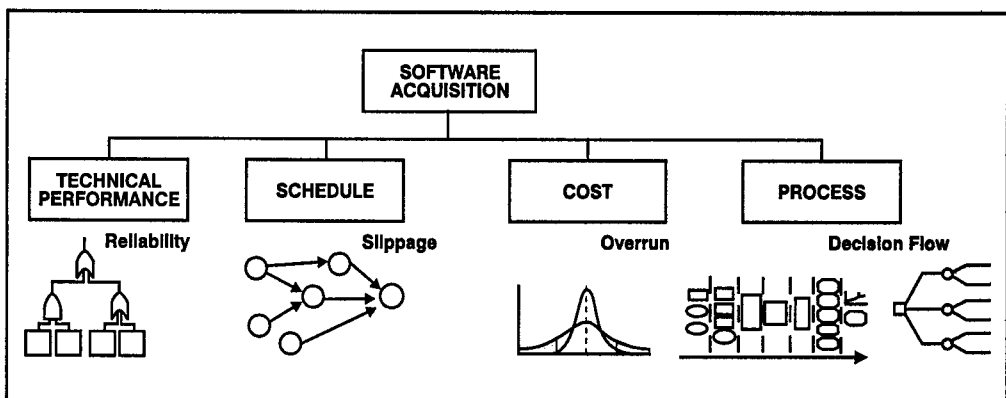 SOFTWARE
ACQUISITION
TECHNICAL
PERFORMANCE
SCHEDULE
COST
PROCESS
Reliability
Slippage
Overrun
Decision Flow